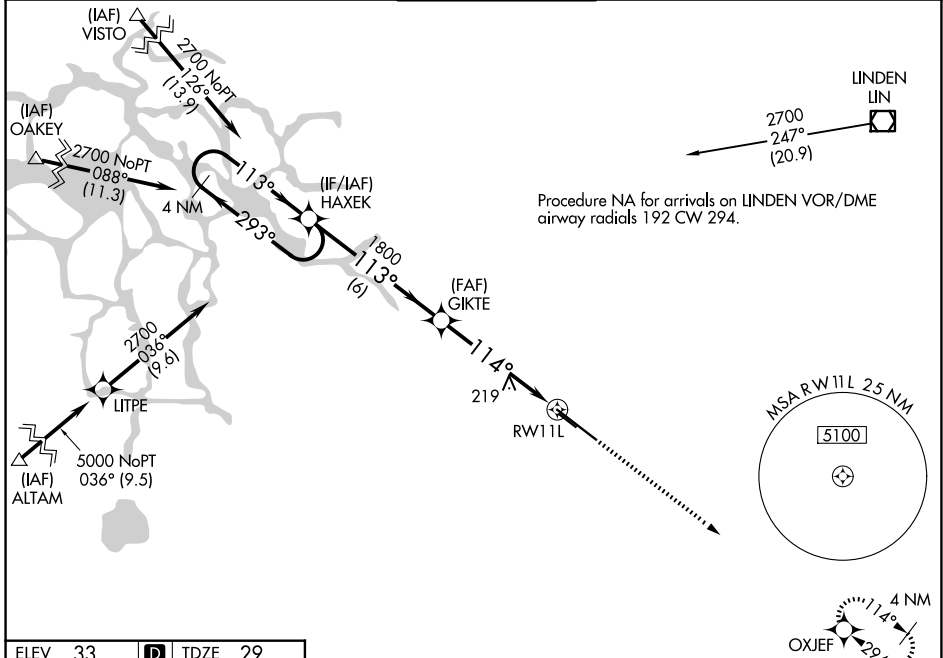 (IAF)
VISTO
2700 NoPT
126°
(13.9)
(IAF)
OAKEY
2700 NoPT
088°
(11.3)
4 NM
113°
293°
(IF/IAF)
HAXEK
LINDEN
LIN
2700
247°
(20.9)
Procedure NA for arrivals on LINDEN VOR/DME
airway radials 192 CW 294.
1800
113°
(6)
(FAF)
GIKTE
114°
219
RW11L
2700
036°
(9.6)
LITPE
5000 NoPT
036° (9.5)
(IAF)
ALTAM
MSA RW11L 25 NM
5100
4 NM
114°
OXJEF
ELEV 33
D
TDZE 29